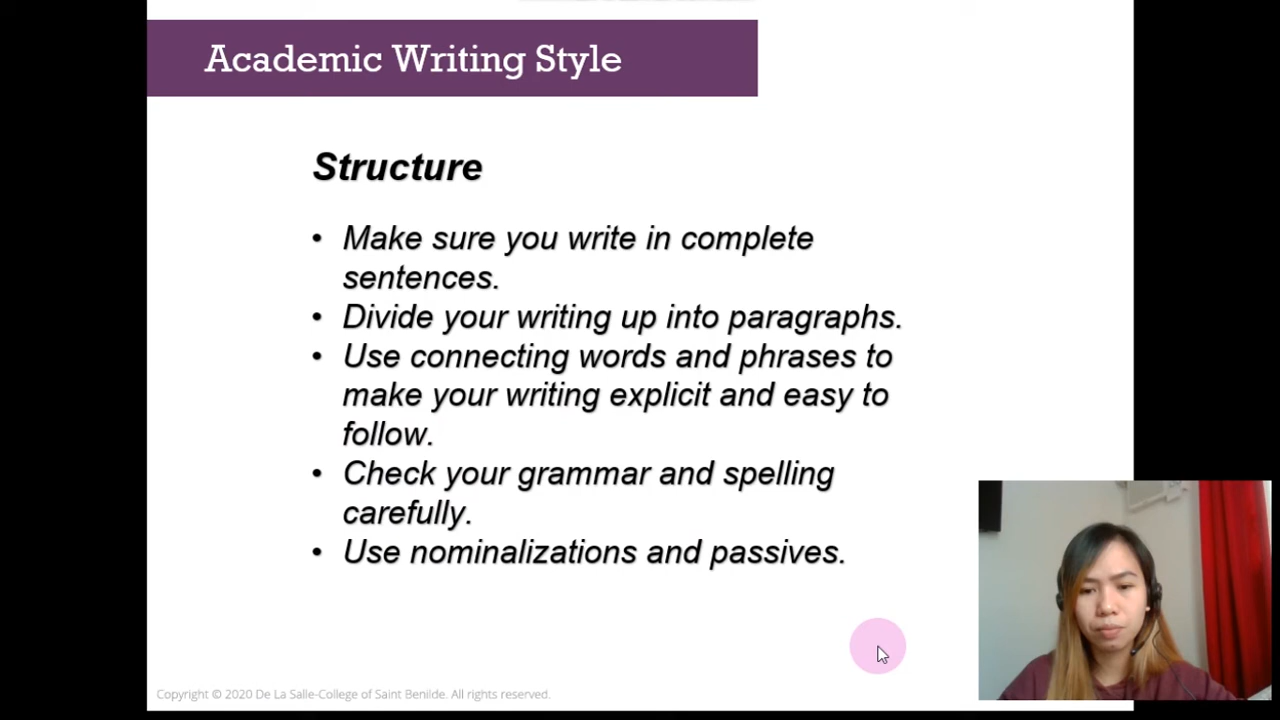 Academic Writing Style
Structure
• Make sure you write in complete
sentences.
• Divide your writing up into paragraphs.
• Use connecting words and phrases to
make your writing explicit and easy to
follow.
• Check your grammar and spelling
carefully.
• Use nominalizations and passives.
Copyright © 2020 De La Salle-College of Saint Benilde. All rights reserved.